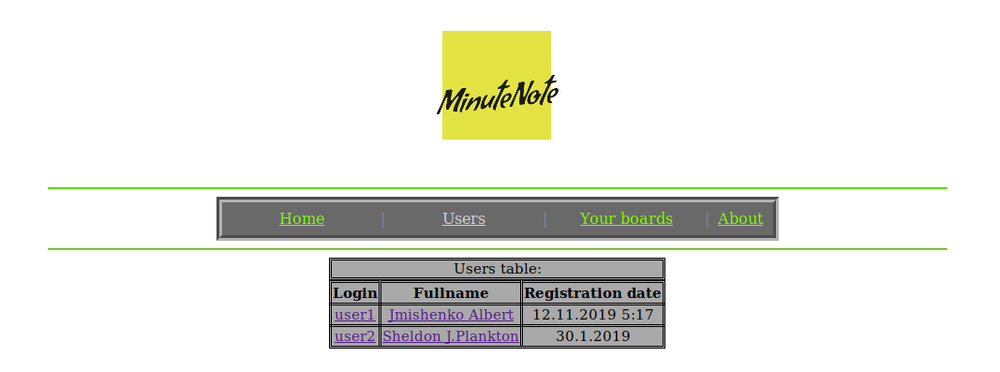 MinuteNote
Home | Users | Your boards | About
Users table:
Login Fullname Registration date
user1 Jmishenko Albert 12.11.2019 5:17
user2 Sheldon J.Plankton 30.1.2019